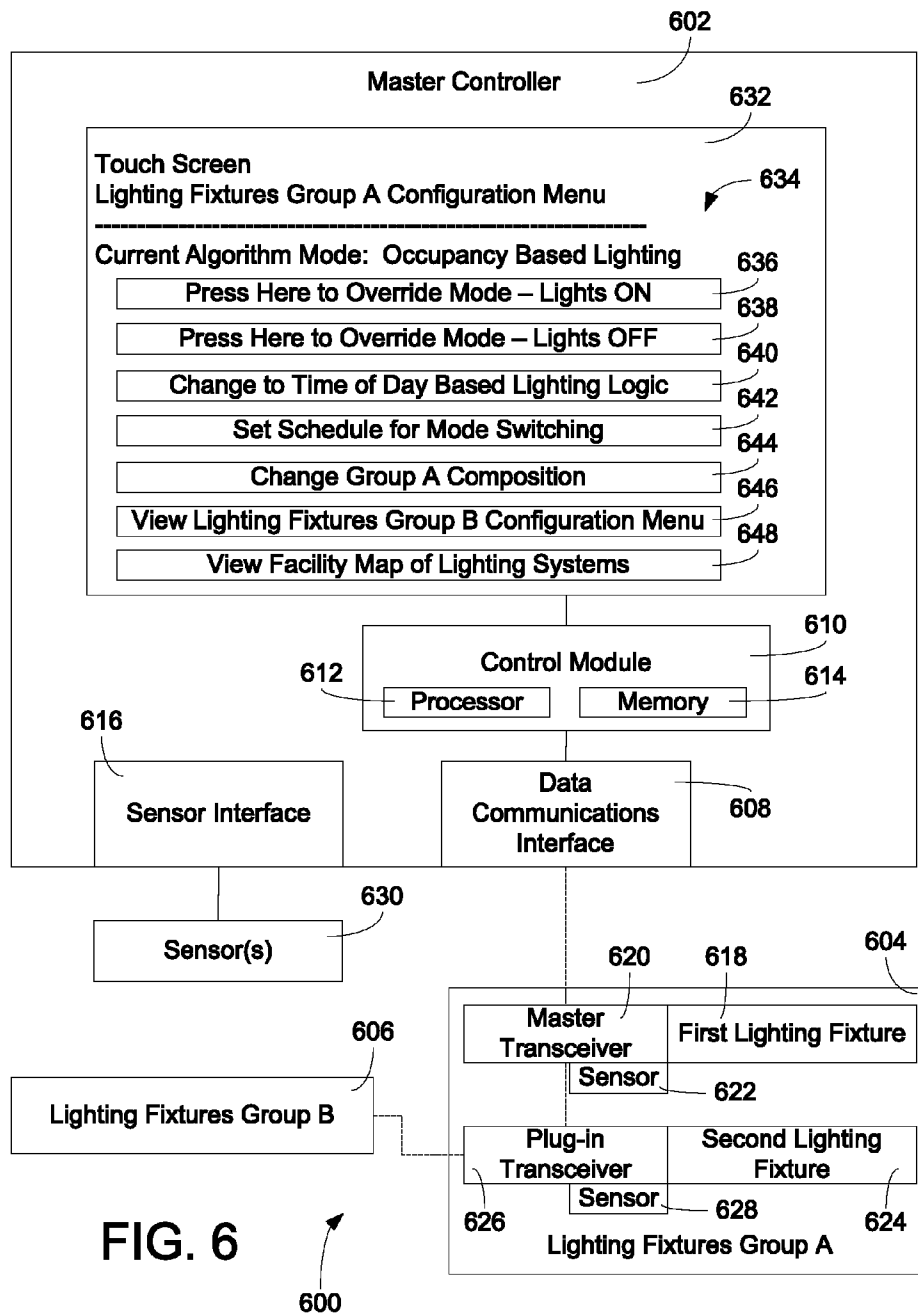 602
Master Controller
632
Touch Screen
Lighting Fixtures Group A Configuration Menu
634
------------------------------------------------------------------
Current Algorithm Mode: Occupancy Based Lighting
636
Press Here to Override Mode – Lights ON
638
Press Here to Override Mode – Lights OFF
640
Change to Time of Day Based Lighting Logic
642
Set Schedule for Mode Switching
644
Change Group A Composition
646
View Lighting Fixtures Group B Configuration Menu
648
View Facility Map of Lighting Systems
610
Control Module
612
614
Processor
Memory
616
Sensor Interface
Data
Communications
Interface
608
630
Sensor(s)
604
620
618
Master
Transceiver
First Lighting Fixture
Sensor
622
606
Lighting Fixtures Group B
Plug-in
Transceiver
Second Lighting
Fixture
Sensor
626
628
624
Lighting Fixtures Group A
FIG. 6
600